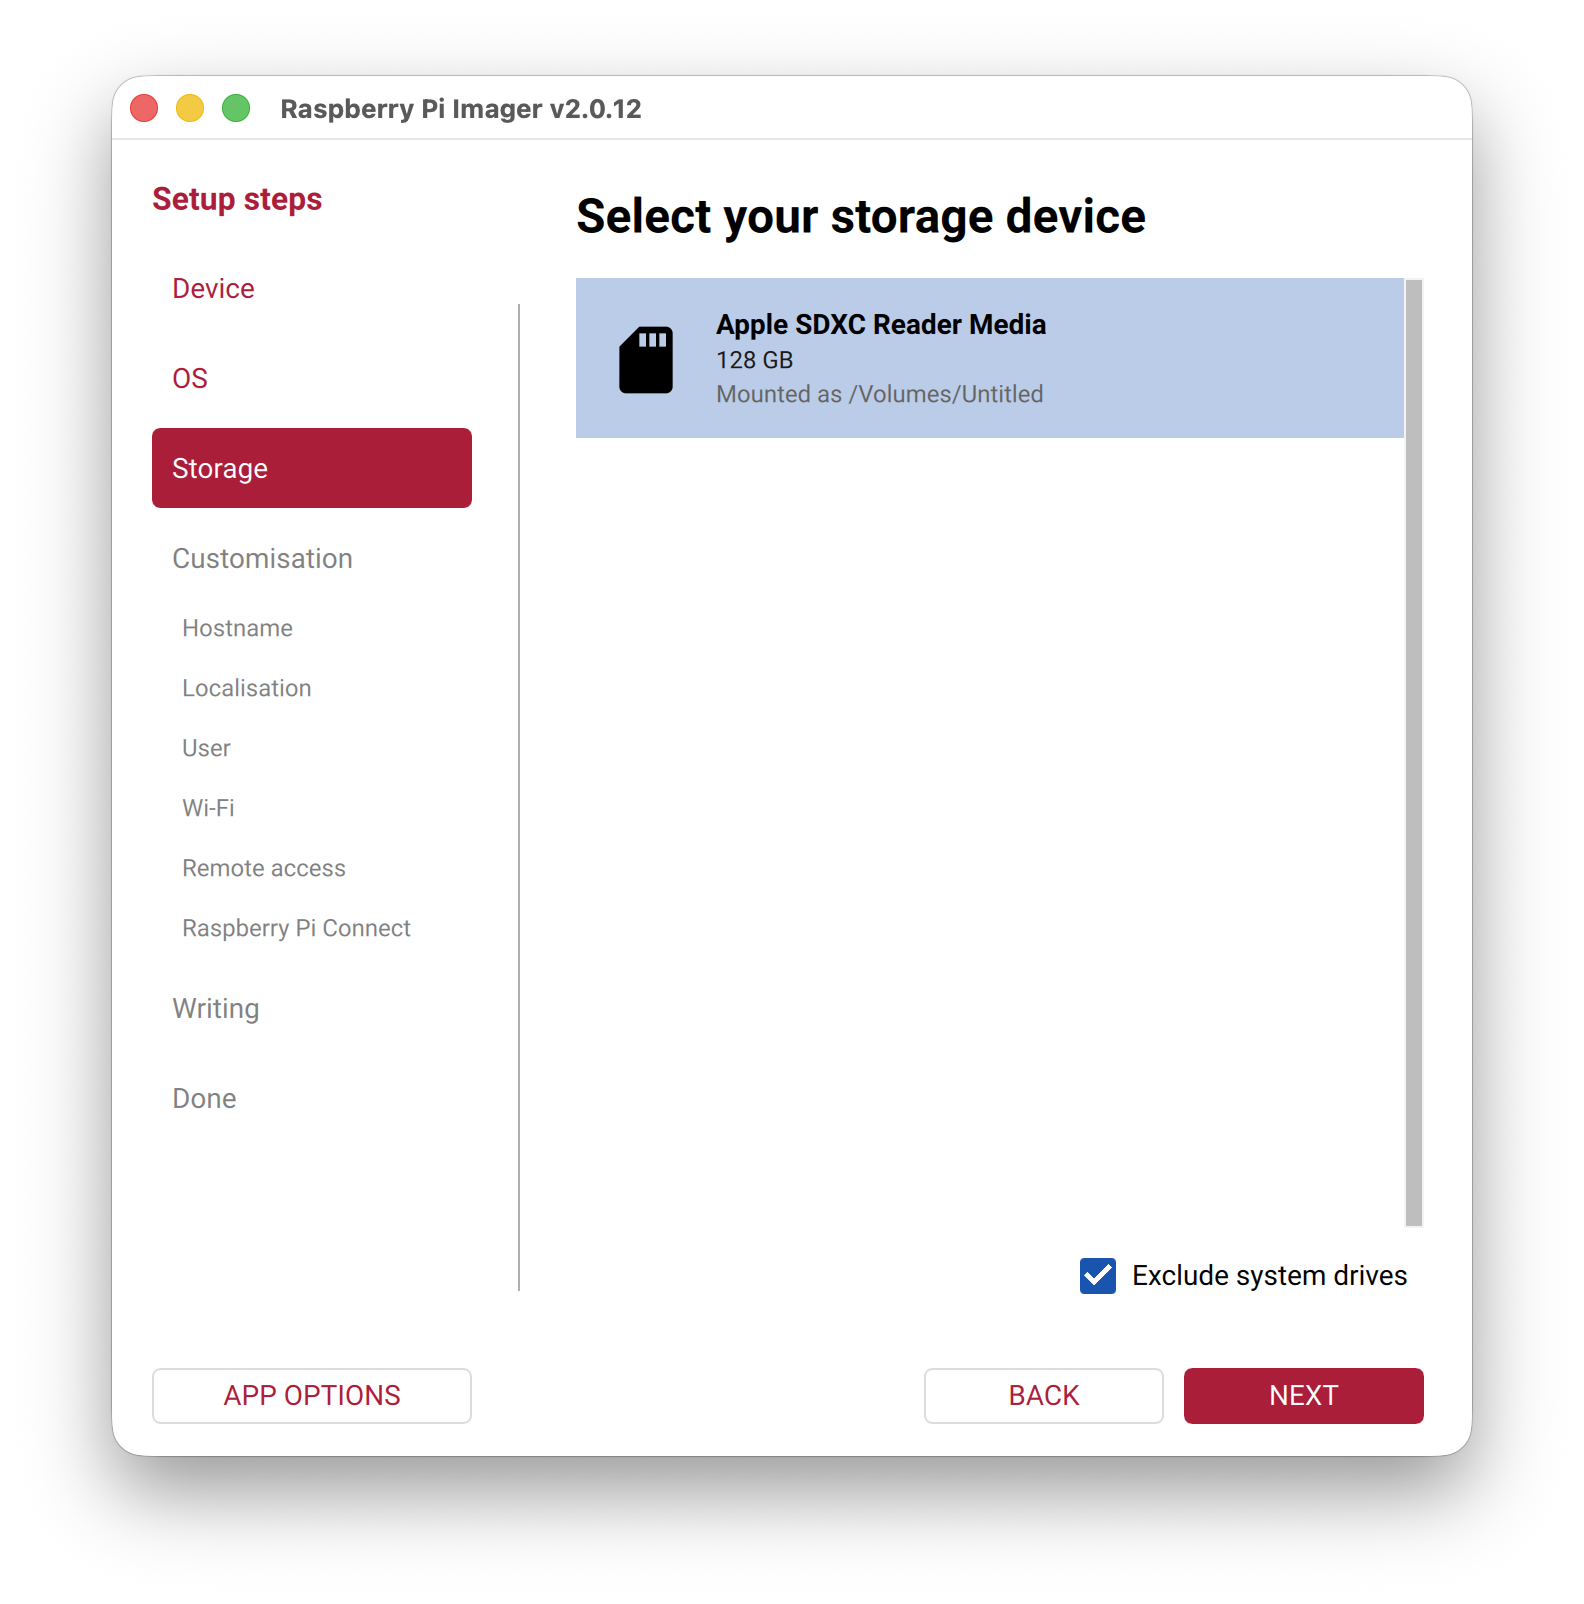 Raspberry Pi Imager v2.0.12
Setup steps
Device
OS
Storage
Customisation
Hostname
Localisation
User
Wi-Fi
Remote access
Raspberry Pi Connect
Writing
Done
APP OPTIONS
Select your storage device
Apple SDXC Reader Media
128 GB
Mounted as /Volumes/Untitled
Exclude system drives
BACK
NEXT